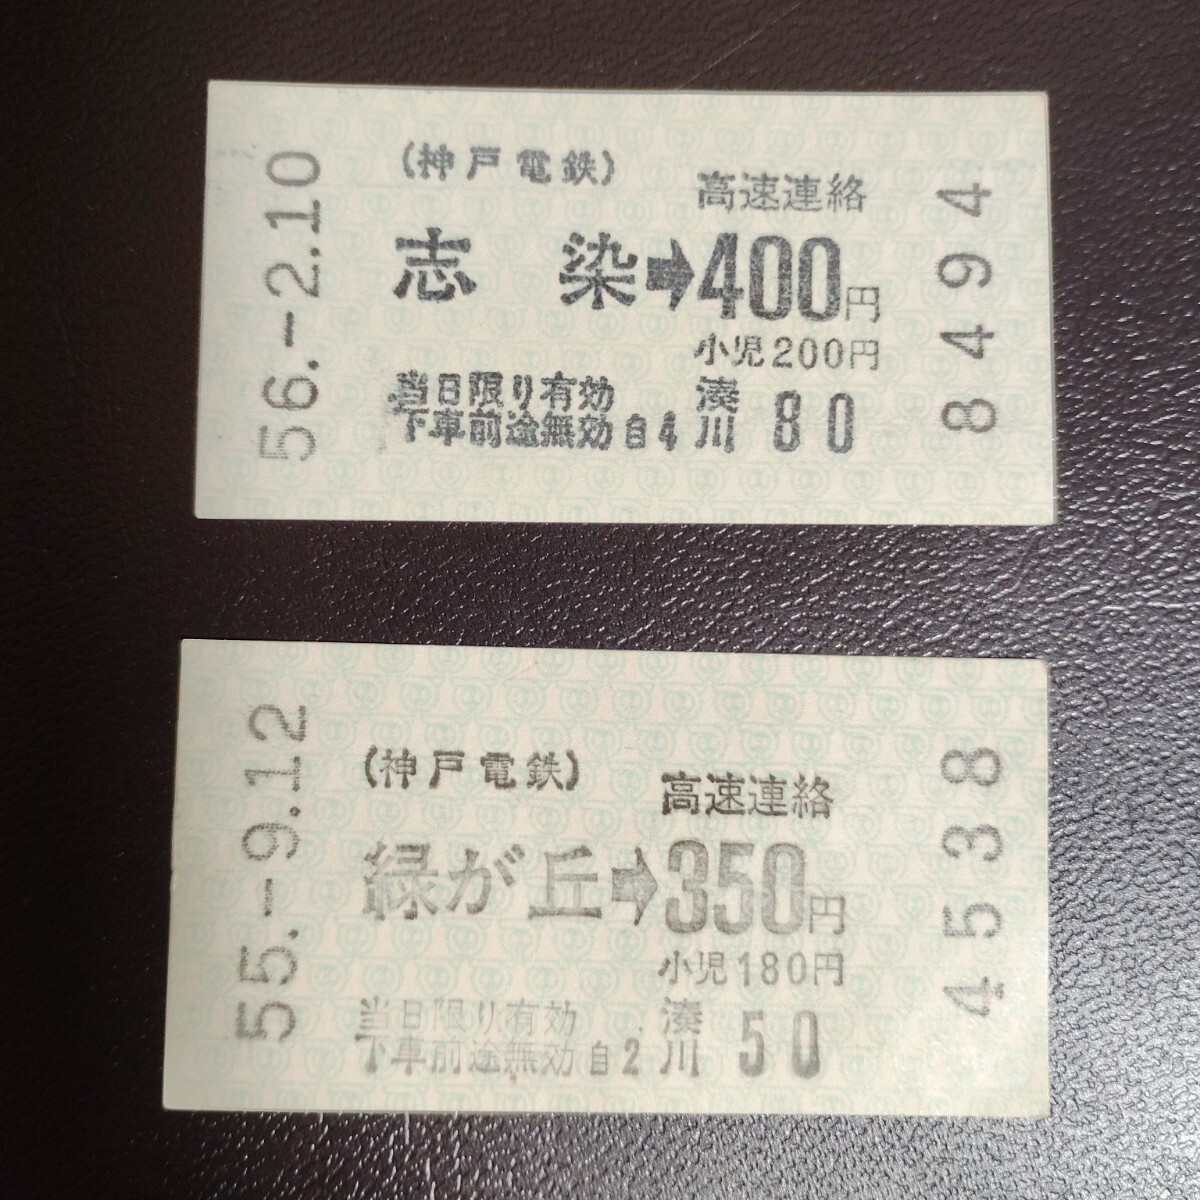 56.-2.10
(神戸電鉄)
高速連絡
志 染➡400円
小児200円
当日限り有効
下車前途無効 自4
湊川 80
8494
55.-9.12
(神戸電鉄)
高速連絡
緑が丘➡350円
小児180円
当日限り有効
下車前途無効 自2
湊川 50
4538